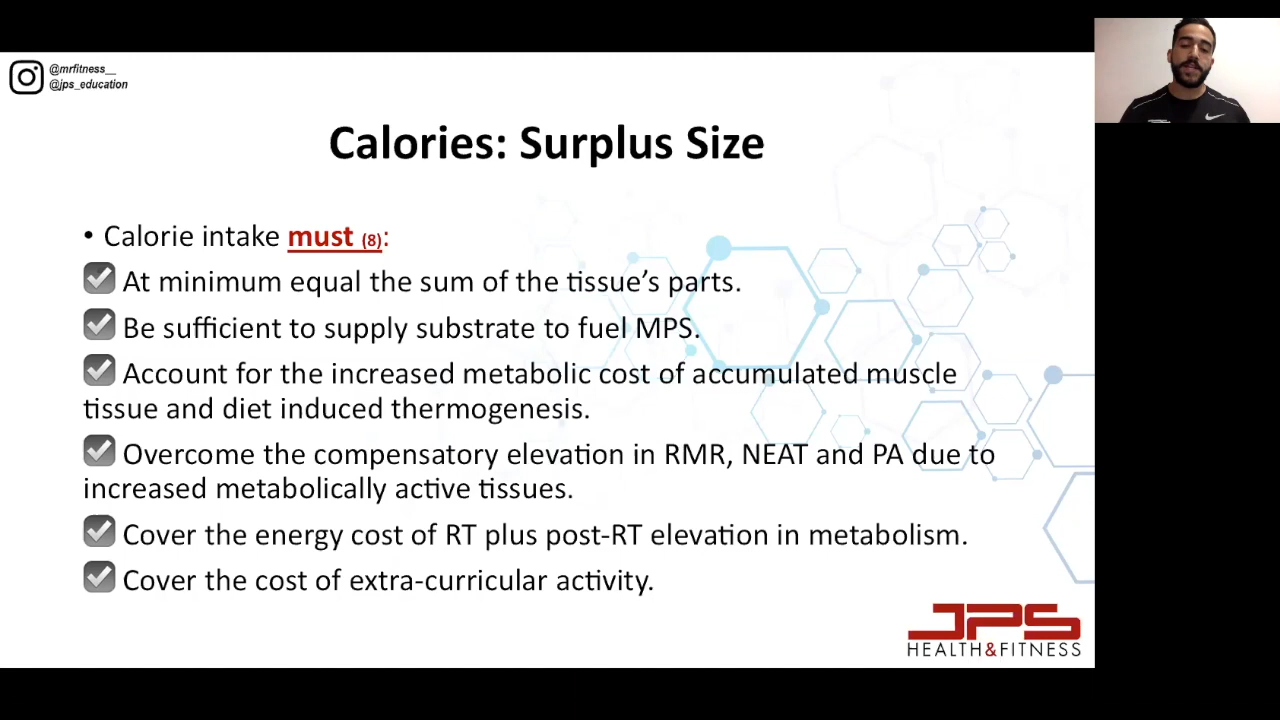 @mrfitness__
@jps_education
Calories: Surplus Size
• Calorie intake must (8):
At minimum equal the sum of the tissue’s parts.
Be sufficient to supply substrate to fuel MPS.
Account for the increased metabolic cost of accumulated muscle
tissue and diet induced thermogenesis.
Overcome the compensatory elevation in RMR, NEAT and PA due to
increased metabolically active tissues.
Cover the energy cost of RT plus post-RT elevation in metabolism.
Cover the cost of extra-curricular activity.
JPS
HEALTH&FITNESS